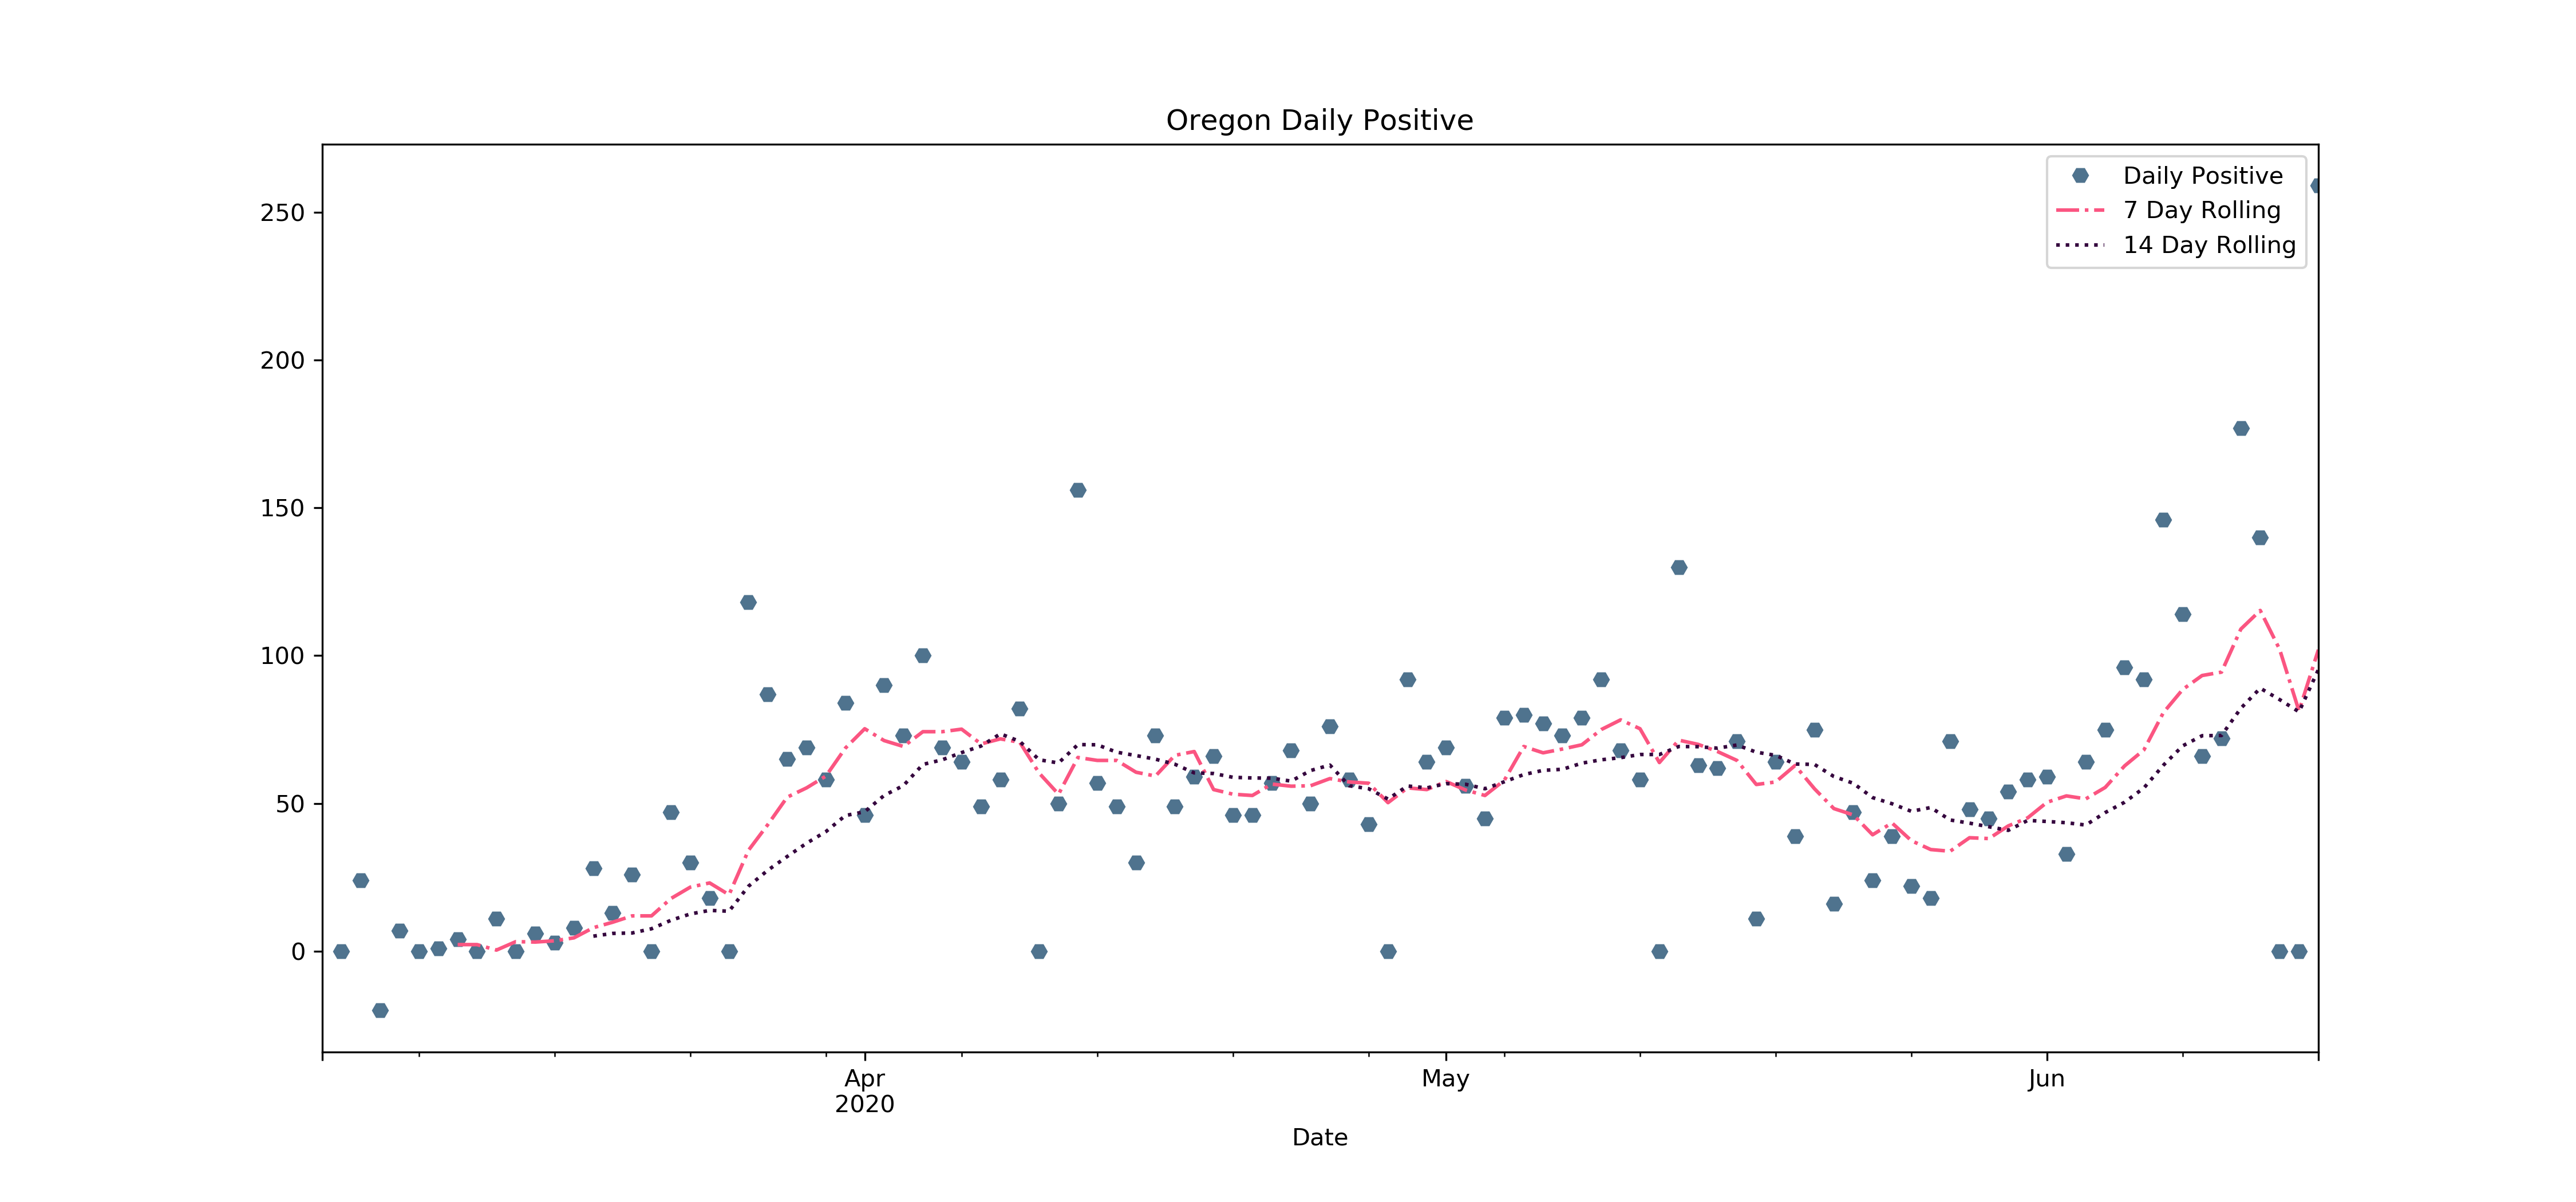 Oregon Daily Positive
Daily Positive
7 Day Rolling
14 Day Rolling
250
200
150
100
50
0
Apr
2020
May
Jun
Date